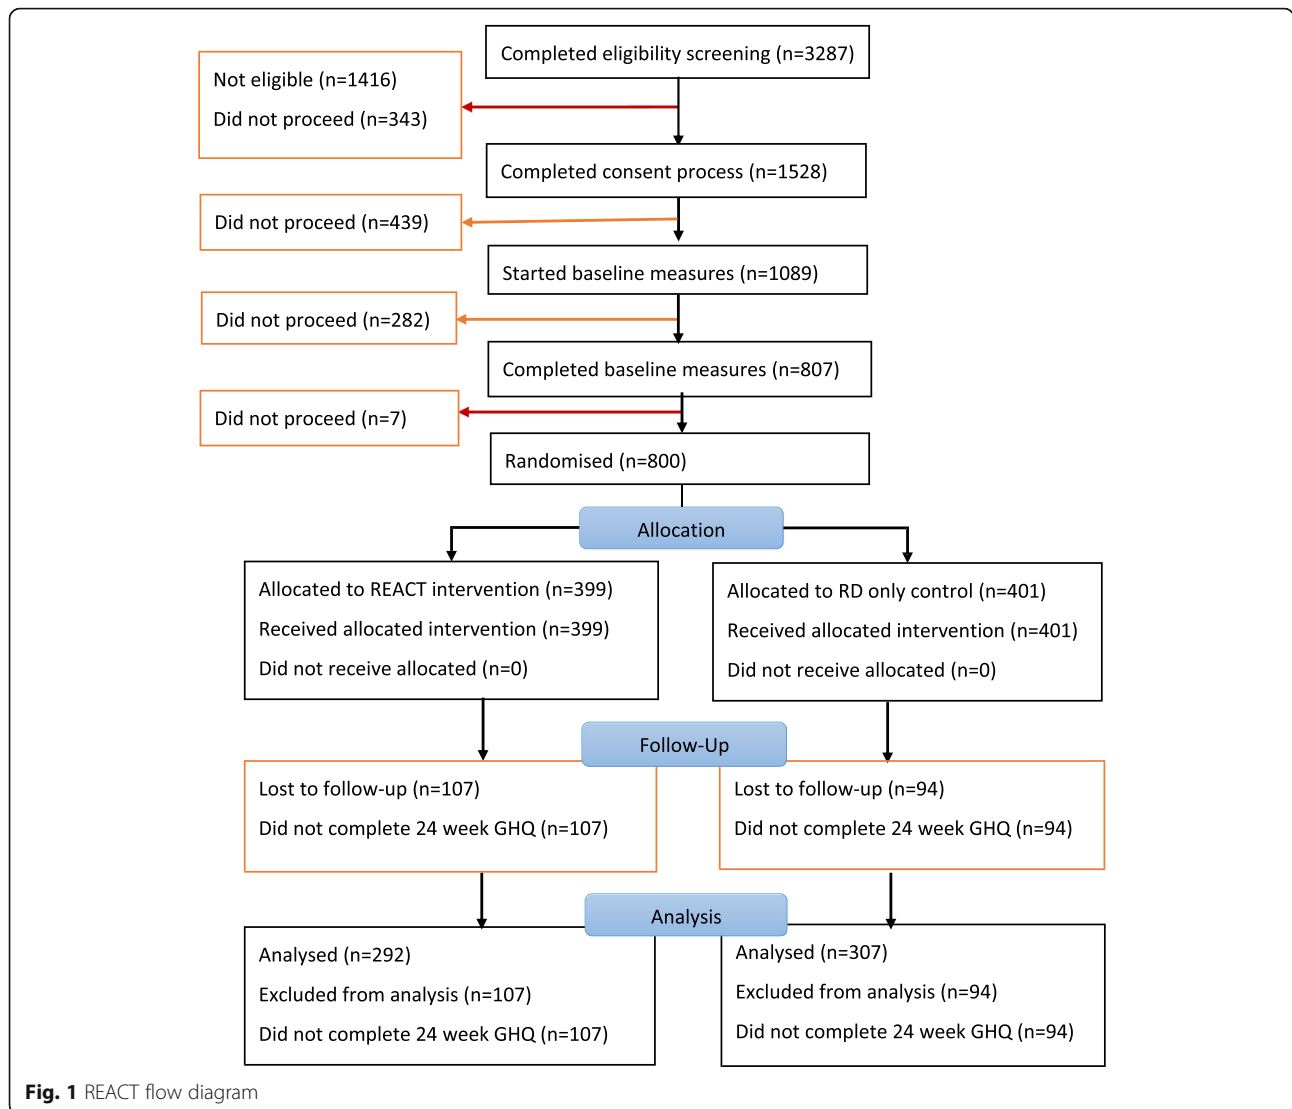 Completed eligibility screening (n=3287)
Not eligible (n=1416)
Did not proceed (n=343)
Completed consent process (n=1528)
Did not proceed (n=439)
Started baseline measures (n=1089)
Did not proceed (n=282)
Completed baseline measures (n=807)
Did not proceed (n=7)
Randomised (n=800)
Allocation
Allocated to REACT intervention (n=399)
Received allocated intervention (n=399)
Did not receive allocated (n=0)
Allocated to RD only control (n=401)
Received allocated intervention (n=401)
Did not receive allocated (n=0)
Follow-Up
Lost to follow-up (n=107)
Did not complete 24 week GHQ (n=107)
Lost to follow-up (n=94)
Did not complete 24 week GHQ (n=94)
Analysis
Analysed (n=292)
Excluded from analysis (n=107)
Did not complete 24 week GHQ (n=107)
Analysed (n=307)
Excluded from analysis (n=94)
Did not complete 24 week GHQ (n=94)
Fig. 1 REACT flow diagram